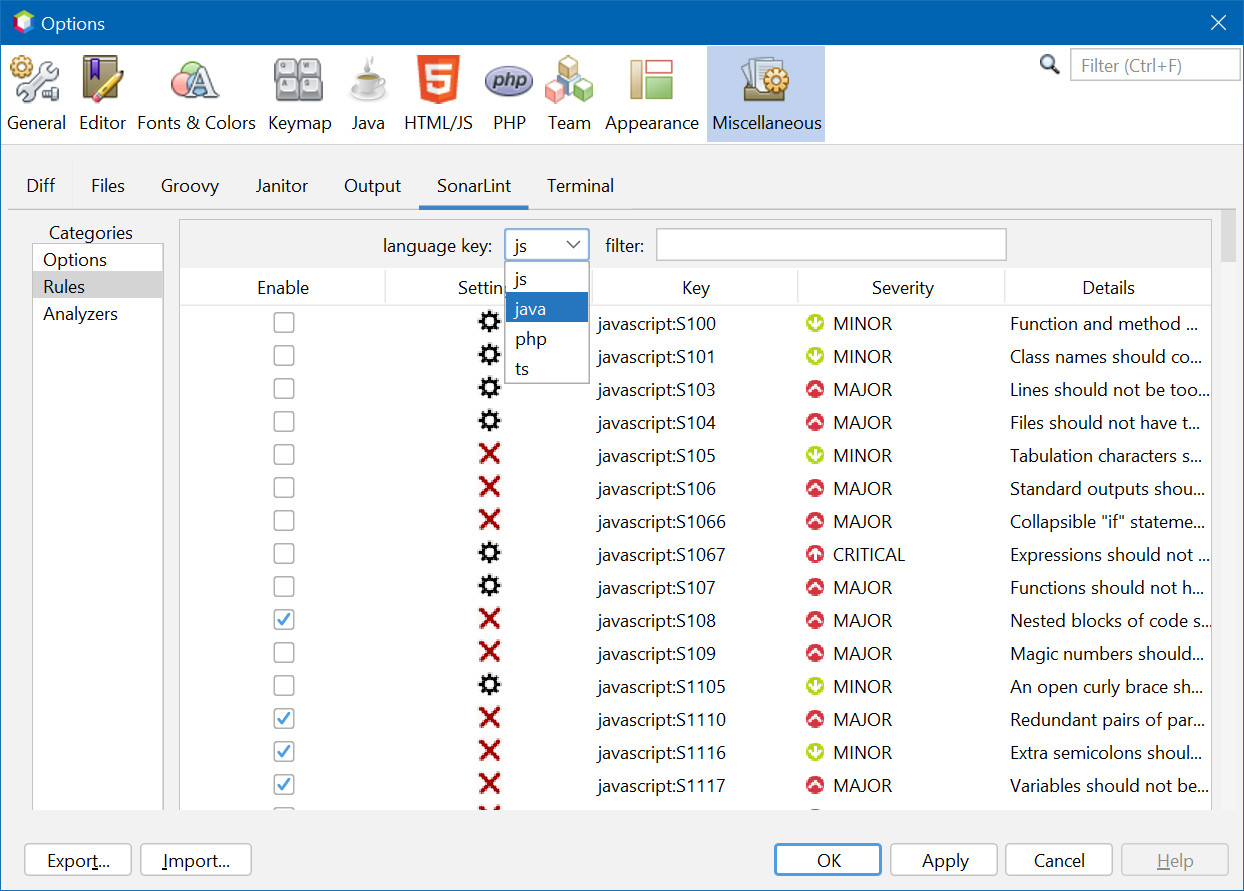 Options
Filter (Ctrl+F)
General Editor Fonts & Colors Keymap Java HTML/JS PHP Team Appearance Miscellaneous
Diff Files Groovy Janitor Output SonarLint Terminal
Categories
Options
Rules
Analyzers
language key: js filter:
js
java
php
ts
Enable Settin Key Severity Details
javascript:S100 MINOR Function and method ...
javascript:S101 MINOR Class names should co...
javascript:S103 MAJOR Lines should not be too...
javascript:S104 MAJOR Files should not have t...
javascript:S105 MINOR Tabulation characters s...
javascript:S106 MAJOR Standard outputs shou...
javascript:S1066 MAJOR Collapsible "if" stateme...
javascript:S1067 CRITICAL Expressions should not ...
javascript:S107 MAJOR Functions should not h...
javascript:S108 MAJOR Nested blocks of code s...
javascript:S109 MAJOR Magic numbers should...
javascript:S1105 MINOR An open curly brace sh...
javascript:S1110 MAJOR Redundant pairs of par...
javascript:S1116 MINOR Extra semicolons shoul...
javascript:S1117 MAJOR Variables should not be...
Export... Import... OK Apply Cancel Help